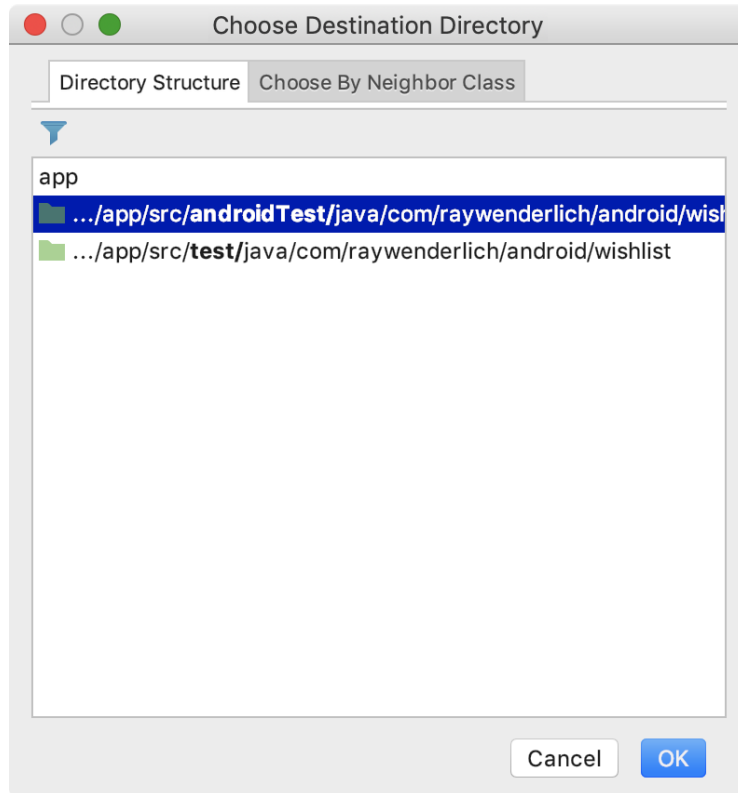 Choose Destination Directory
Directory Structure Choose By Neighbor Class
app
.../app/src/androidTest/java/com/raywenderlich/android/wish
.../app/src/test/java/com/raywenderlich/android/wishlist
Cancel OK